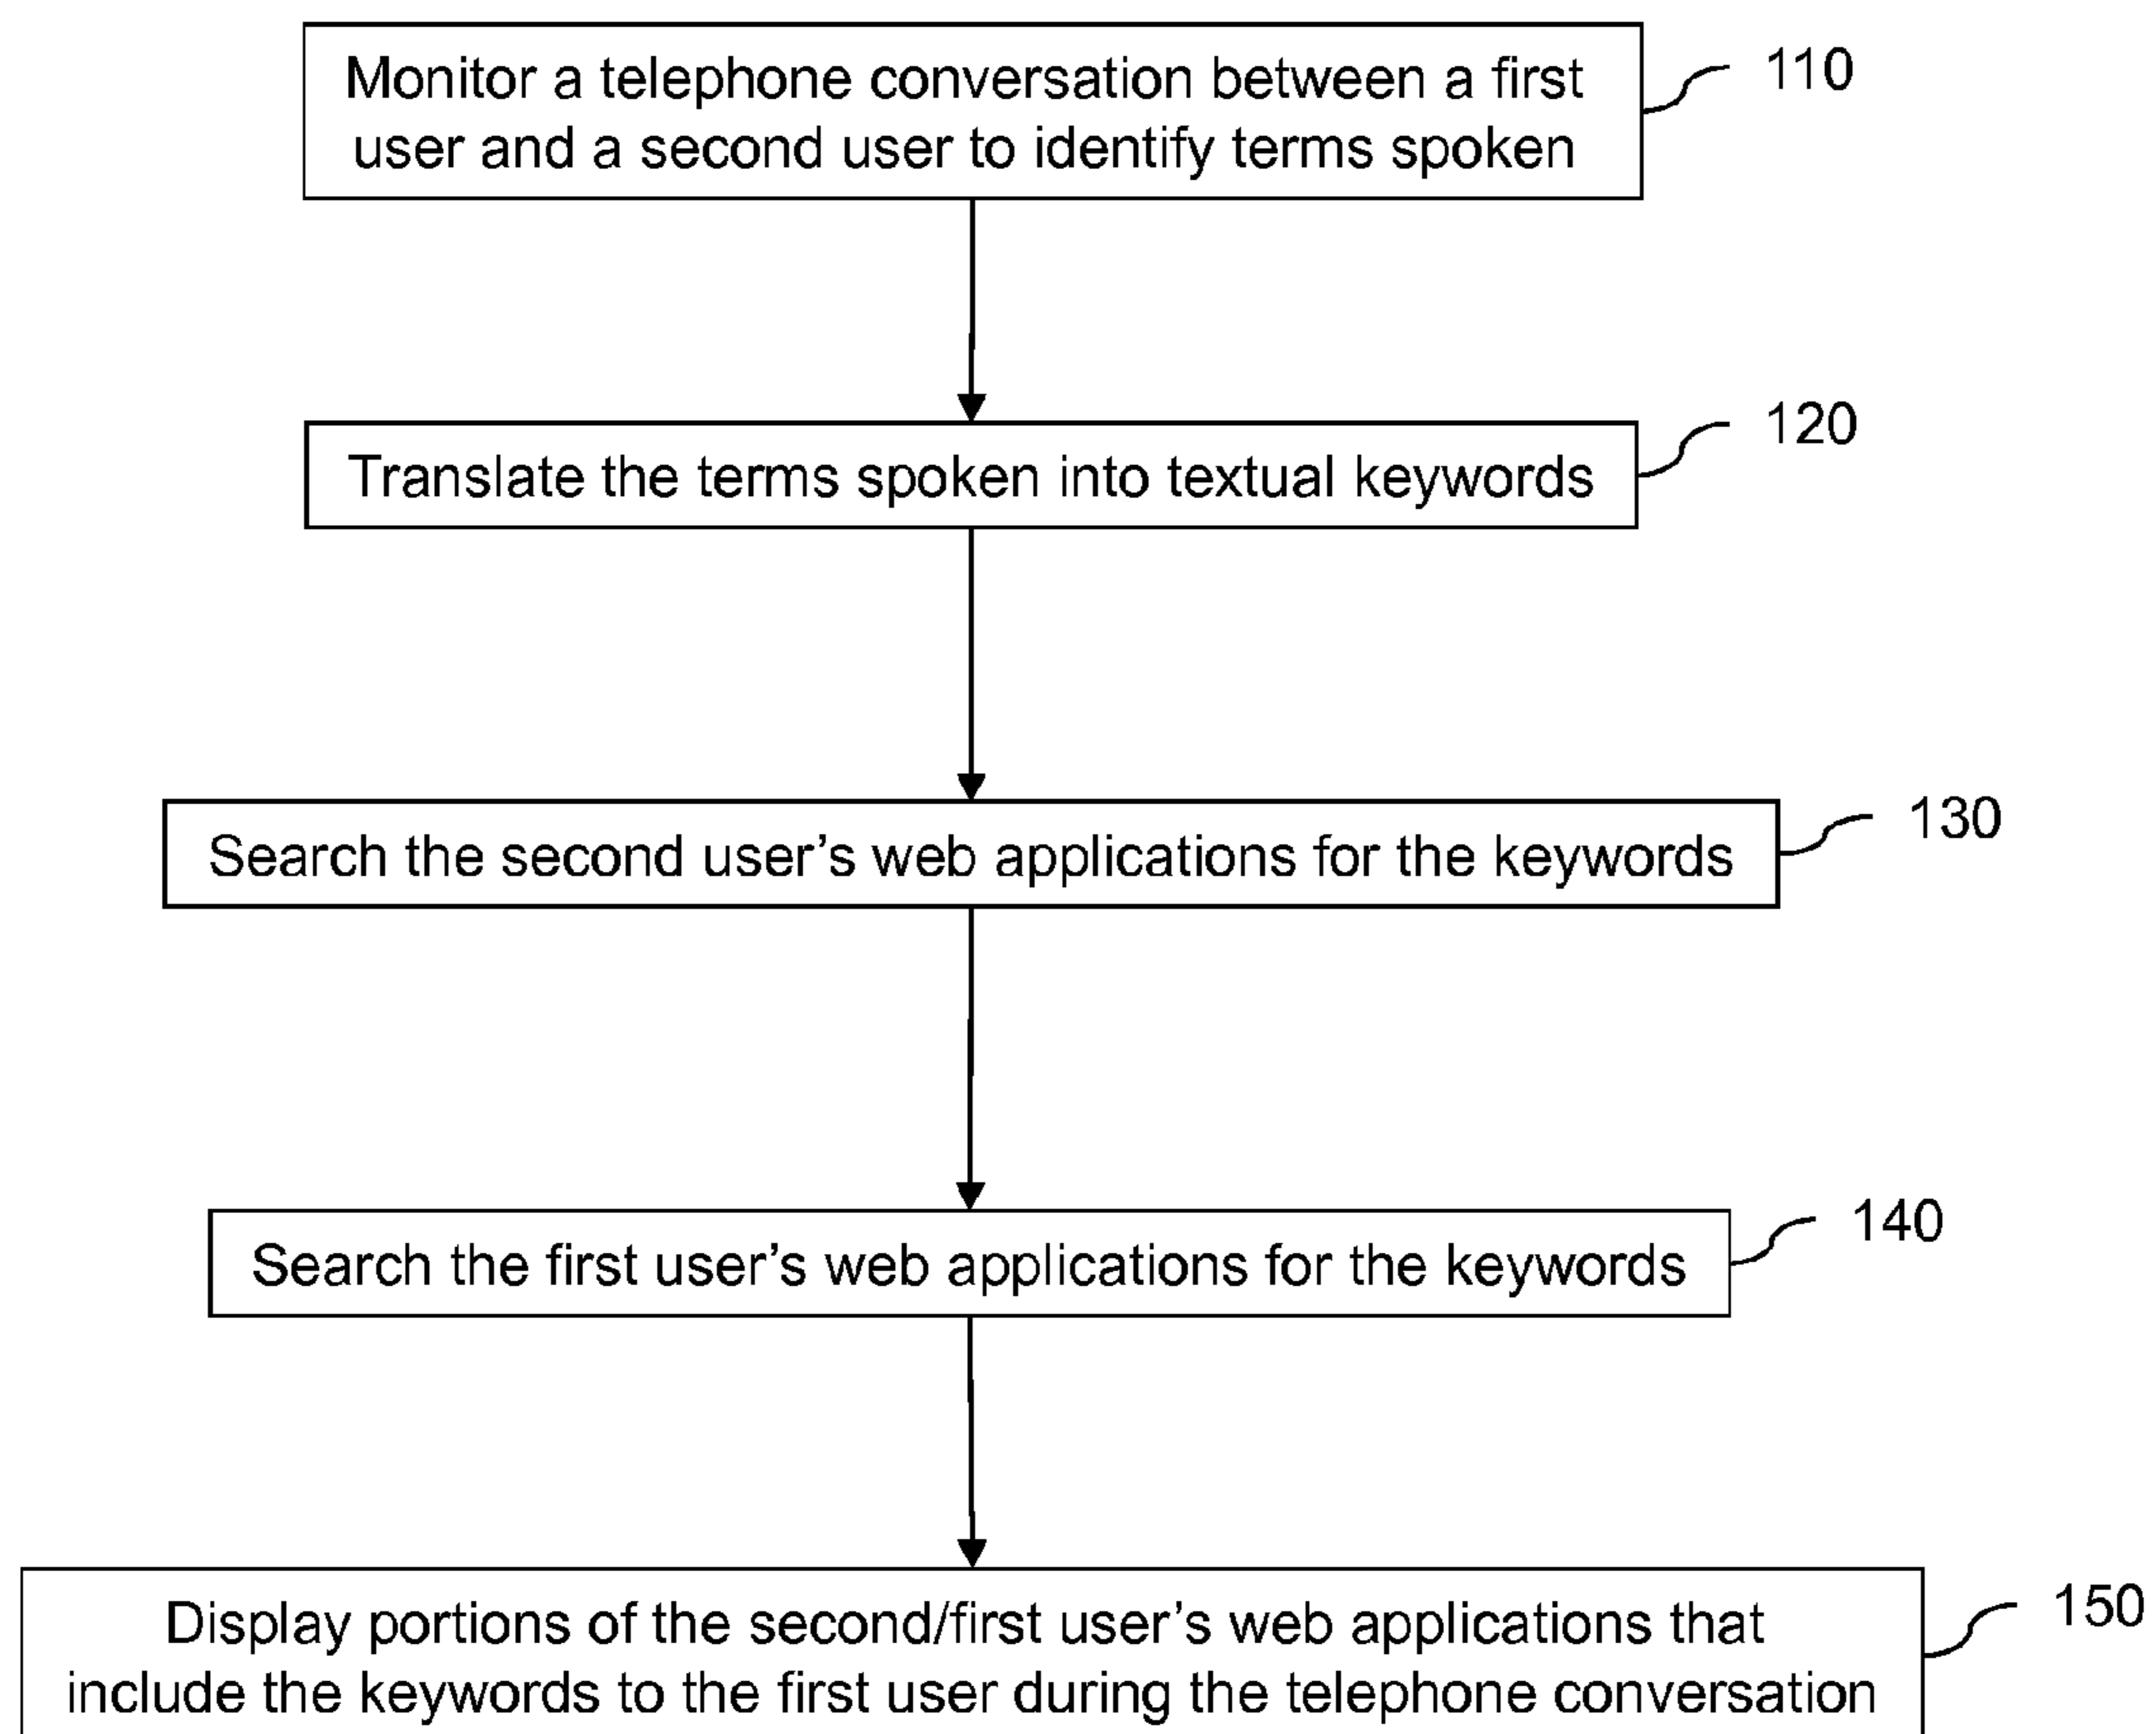 Monitor a telephone conversation between a first
user and a second user to identify terms spoken
110
Translate the terms spoken into textual keywords
120
Search the second user's web applications for the keywords
130
Search the first user's web applications for the keywords
140
Display portions of the second/first user's web applications that
include the keywords to the first user during the telephone conversation
150